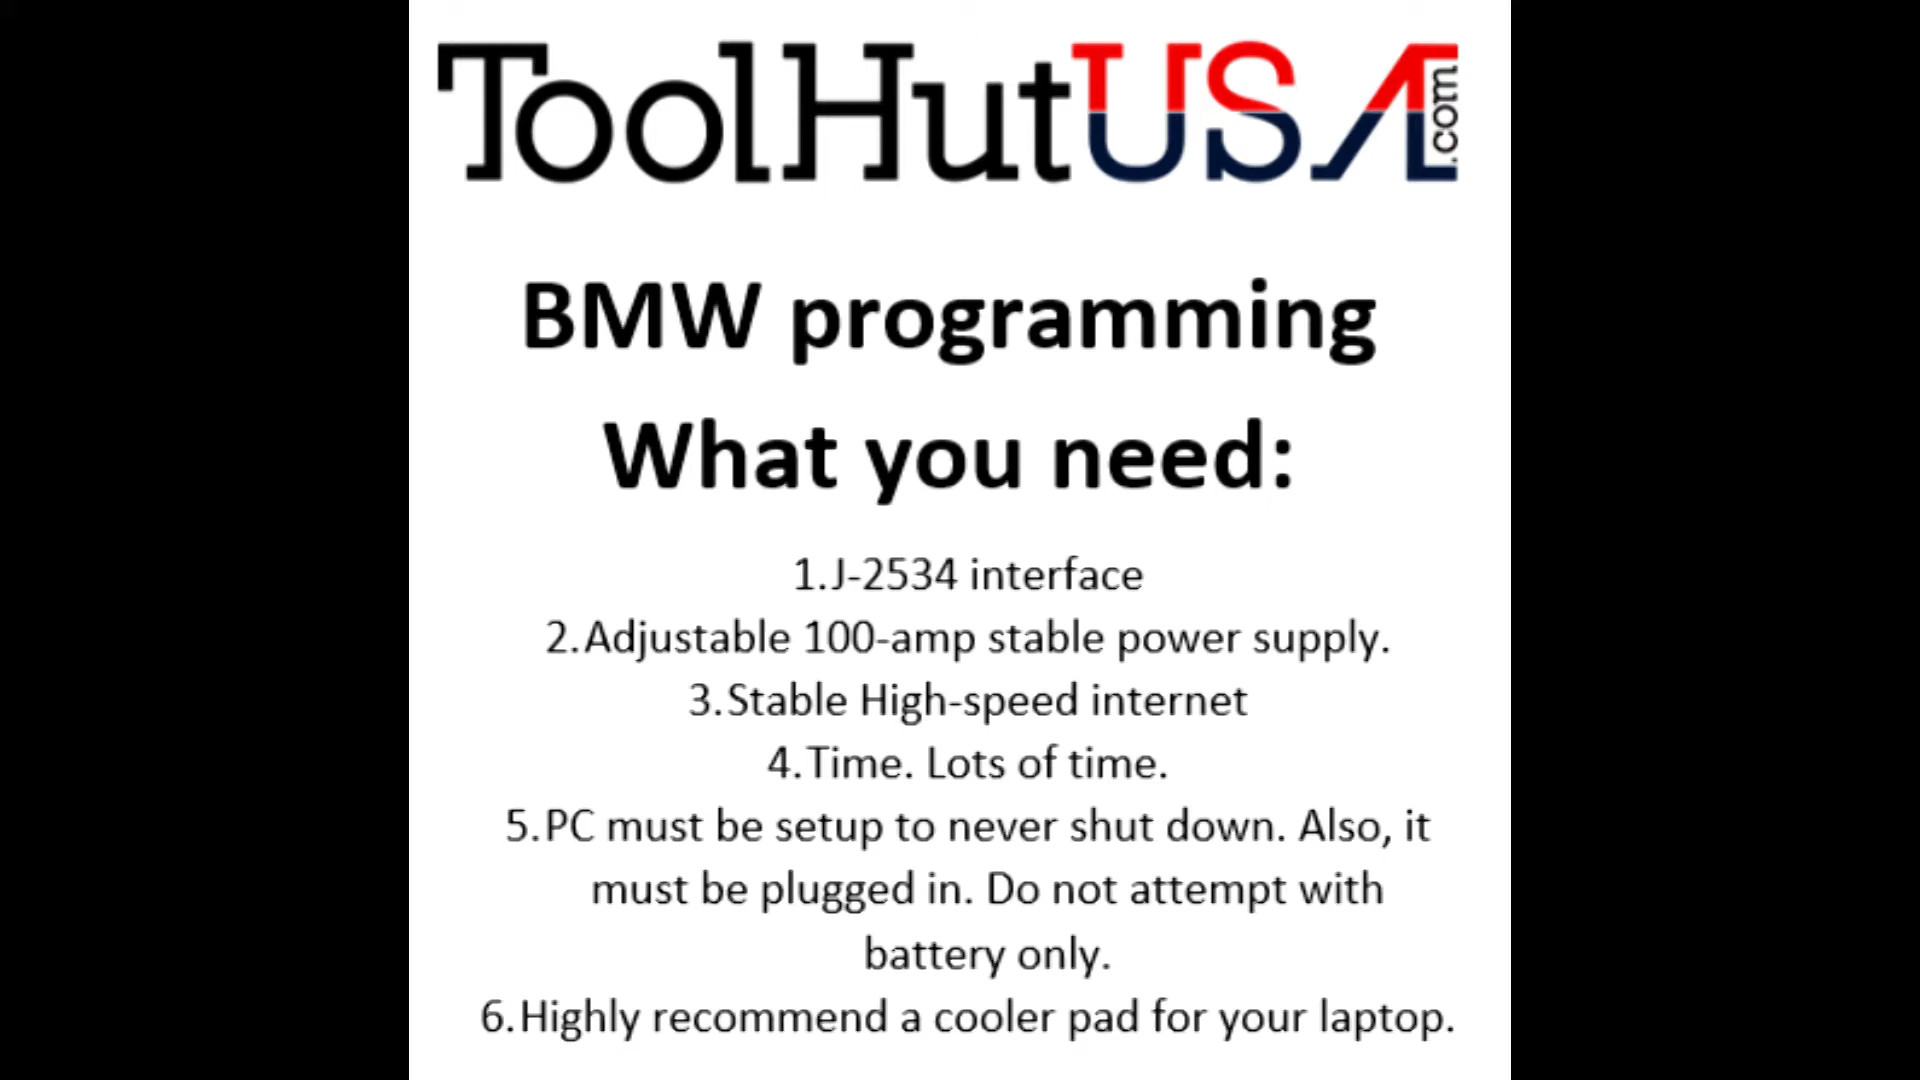 ToolHutUSA.com
BMW programming
What you need:
1.J-2534 interface
2.Adjustable 100-amp stable power supply.
3.Stable High-speed internet
4.Time. Lots of time.
5.PC must be setup to never shut down. Also, it
must be plugged in. Do not attempt with
battery only.
6.Highly recommend a cooler pad for your laptop.